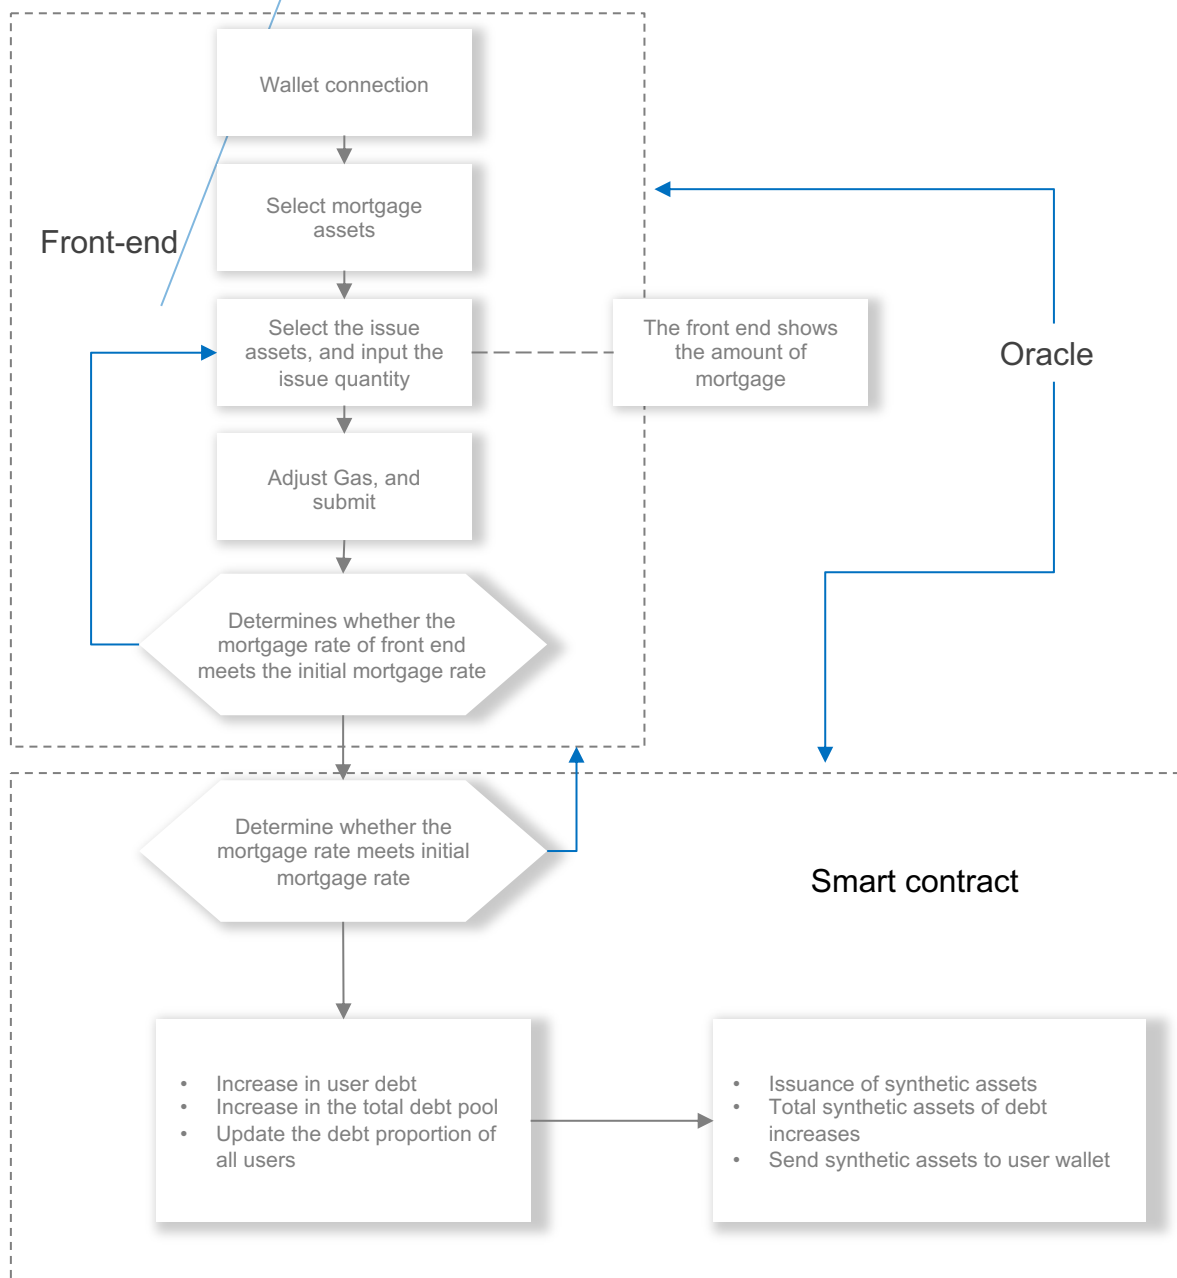 Wallet connection
Select mortgage
assets
Front-end
Select the issue
assets, and input the
issue quantity
The front end shows
the amount of
mortgage
Oracle
Adjust Gas, and
submit
Determines whether the
mortgage rate of front end
meets the initial mortgage rate
Determine whether the
mortgage rate meets initial
mortgage rate
Smart contract
• Increase in user debt
• Increase in the total debt pool
• Update the debt proportion of
all users
• Issuance of synthetic assets
• Total synthetic assets of debt
increases
• Send synthetic assets to user wallet